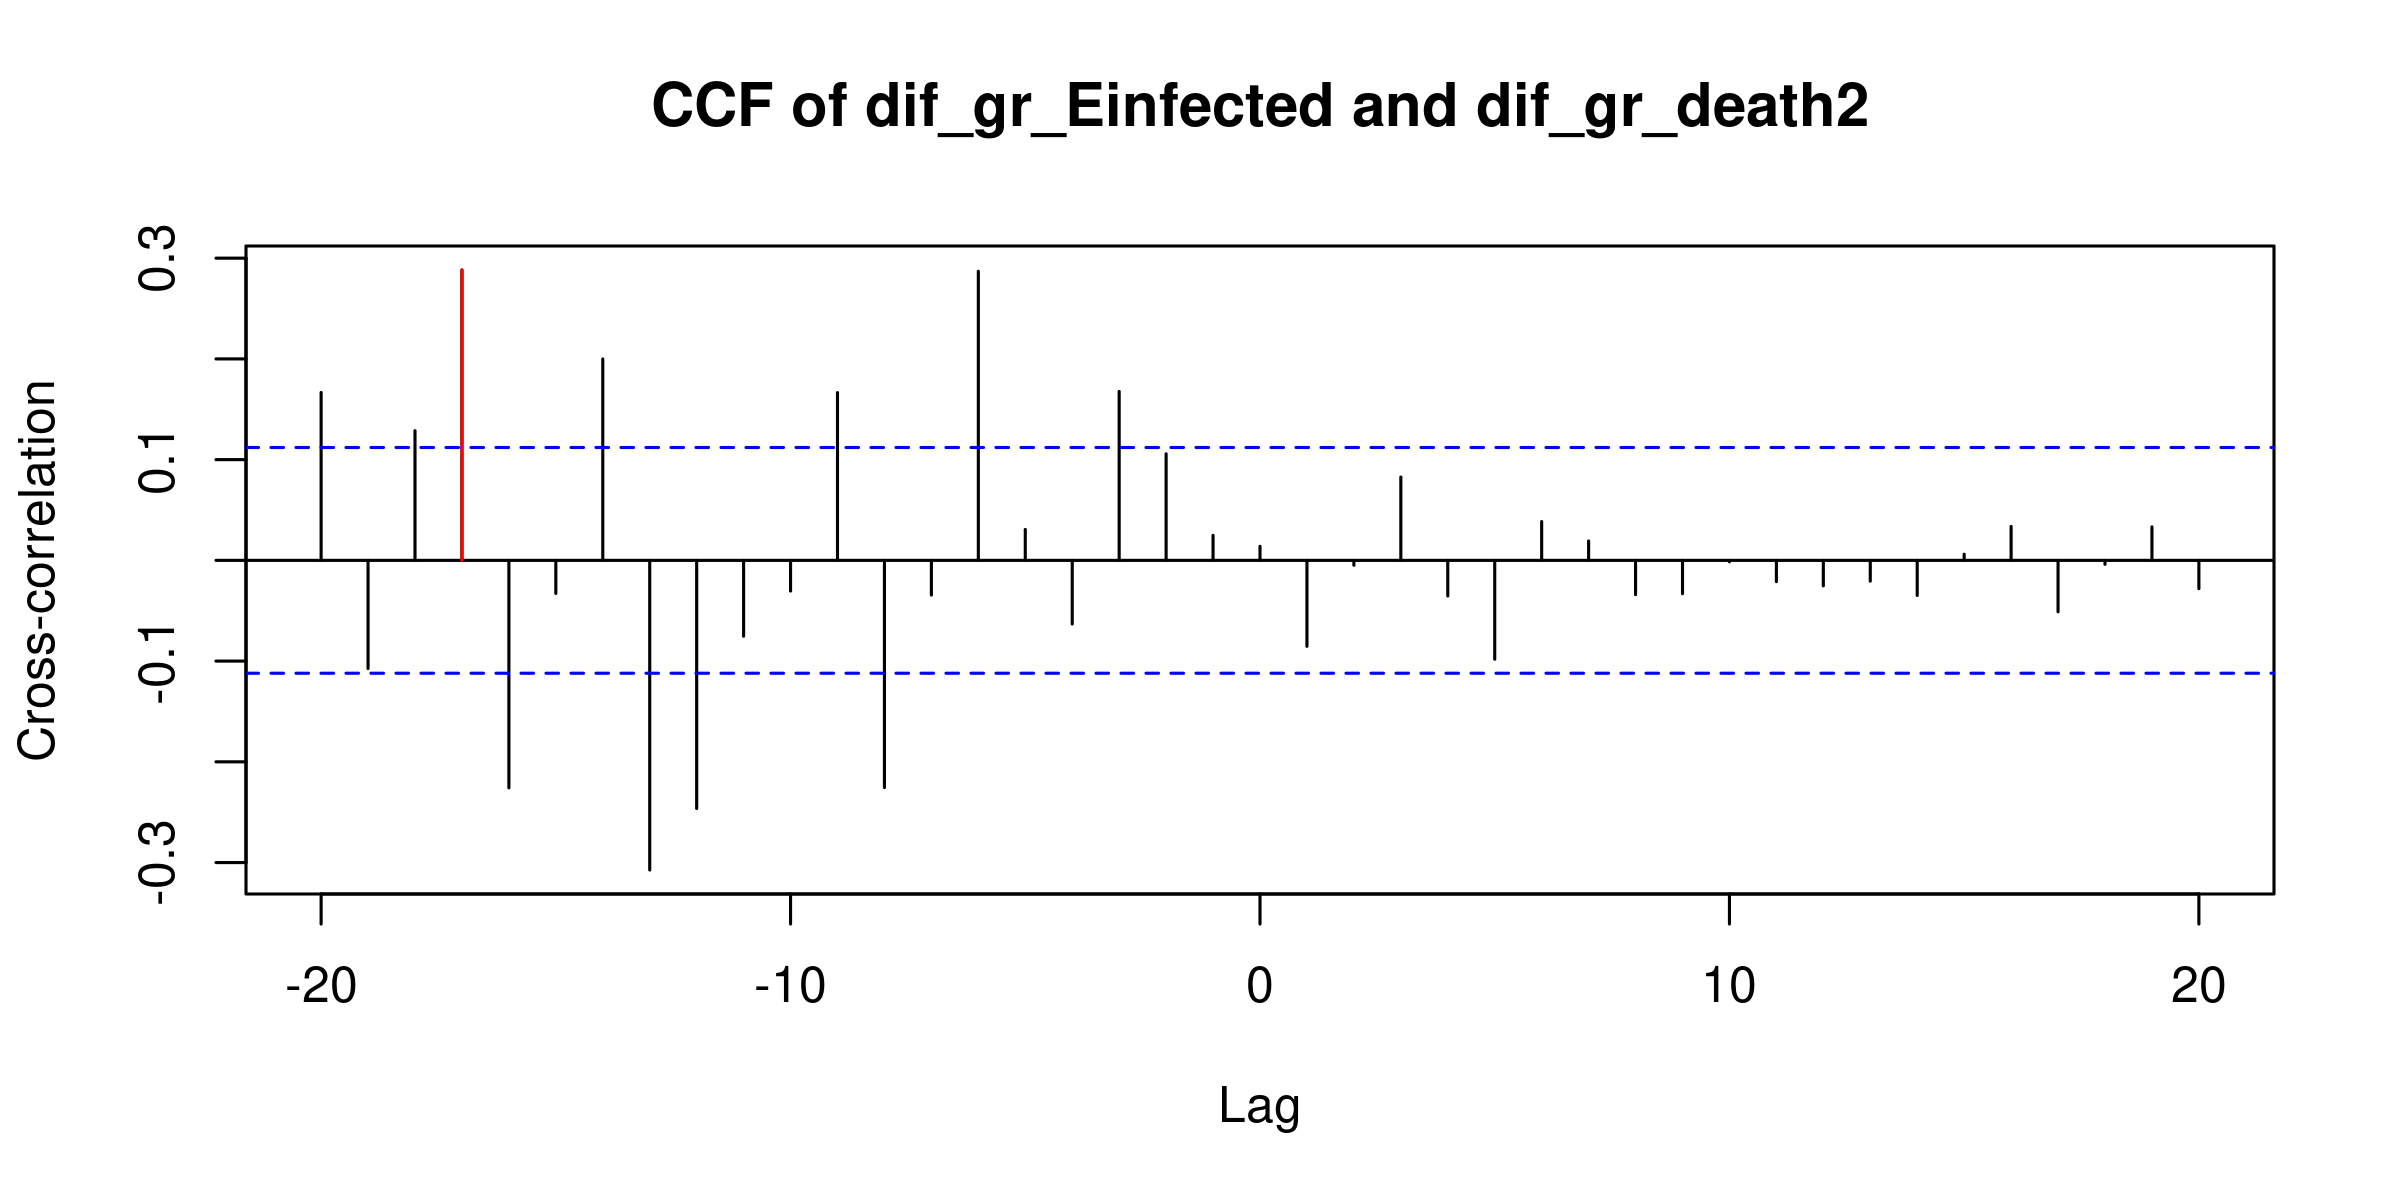 CCF of dif_gr_Einfected and dif_gr_death2
Cross-correlation
0.3
0.1
-0.1
-0.3
-20 -10 0 10 20
Lag